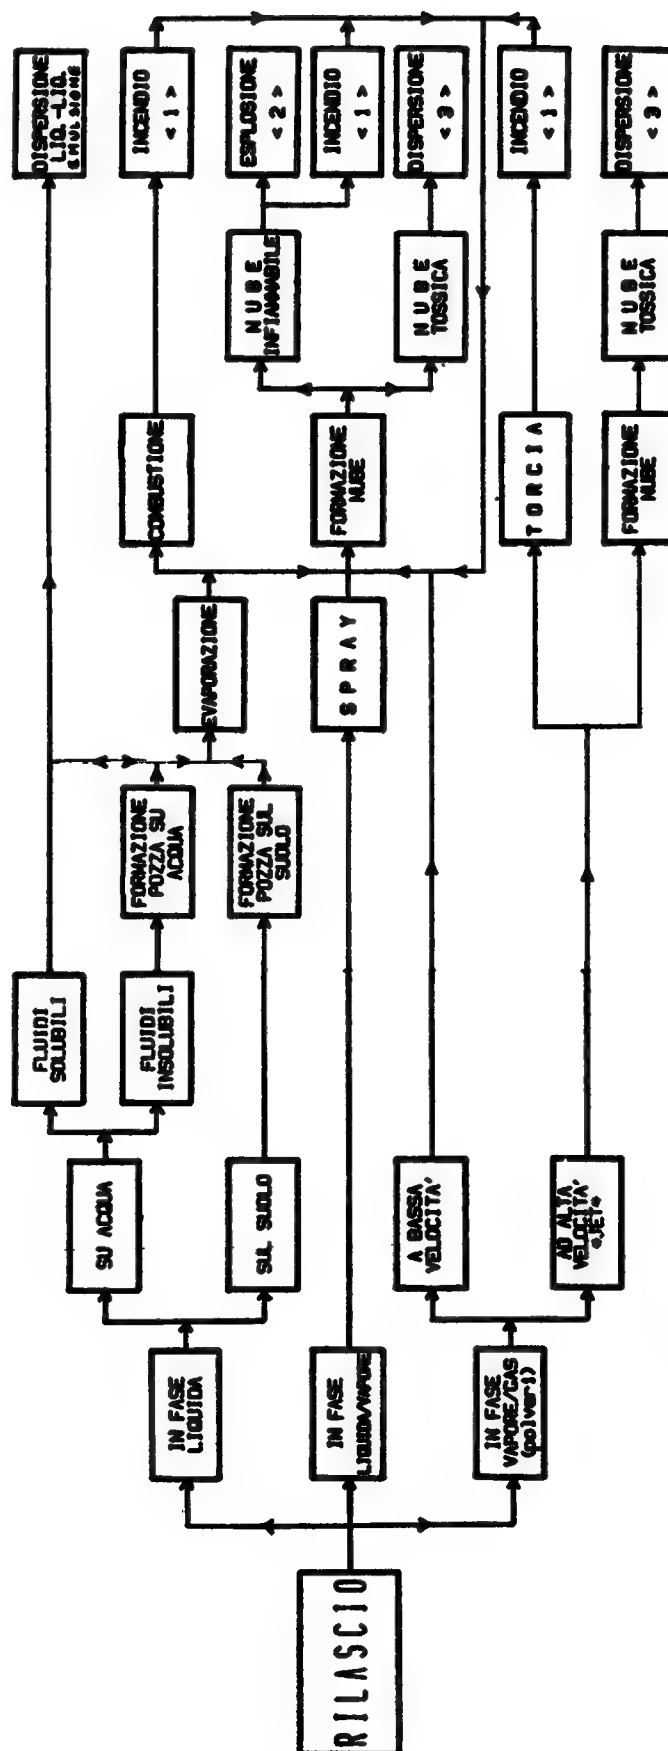 RILASCIO
IN FASE
LIQUIDA
IN FASE
LIQUIDA/VAPORE
IN FASE
VAPORE/GAS
(polveri)
SU ACQUA
SUL SUOLO
A BASSA
VELOCITA'
AD ALTA
VELOCITA'
"JET"
FLUIDI
SOLUBILI
FLUIDI
INSOLUBILI
FORMAZIONE
POZZA SU
ACQUA
FORMAZIONE
POZZA SUL
SUOLO
EVAPORAZIONE
SPRAY
COMBUSTIONE
FORMAZIONE
NUBE
TORCIA
FORMAZIONE
NUBE
NUBE
INFIAMMABILE
NUBE
TOSSICA
NUBE
TOSSICA
DISPERSIONE
LIQ.-LIQ.
EMULSIONE
INCENDIO
<1>
ESPLOSIONE
<2>
INCENDIO
<1>
DISPERSIONE
<3>
INCENDIO
<1>
DISPERSIONE
<3>